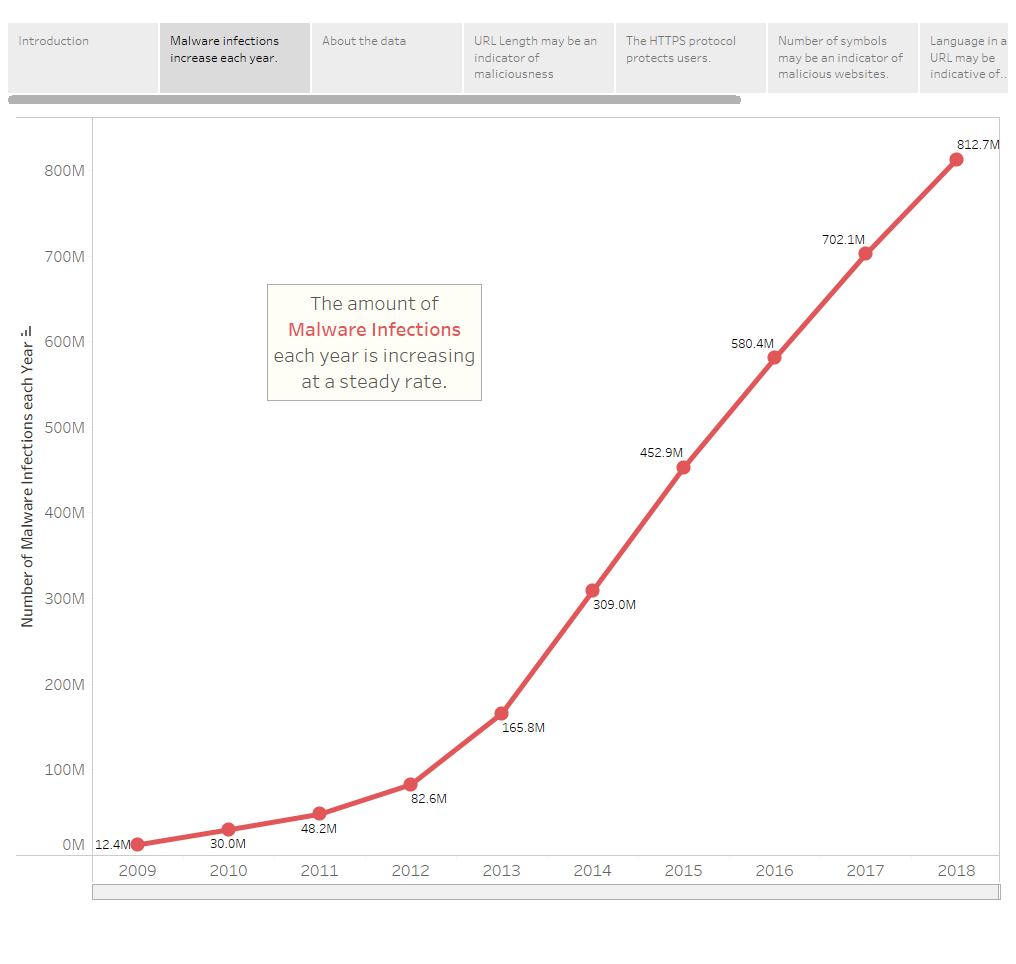 Introduction
Malware infections
increase each year.
About the data
URL Length may be an
indicator of
maliciousness
The HTTPS protocol
protects users.
Number of symbols
may be an indicator of
malicious websites.
Language in a
URL may be
indicative of..
Number of Malware Infections each Year
800M
700M
600M
500M
400M
300M
200M
100M
0M
The amount of
Malware Infections
each year is increasing
at a steady rate.
12.4M
30.0M
48.2M
82.6M
165.8M
309.0M
452.9M
580.4M
702.1M
812.7M
2009
2010
2011
2012
2013
2014
2015
2016
2017
2018